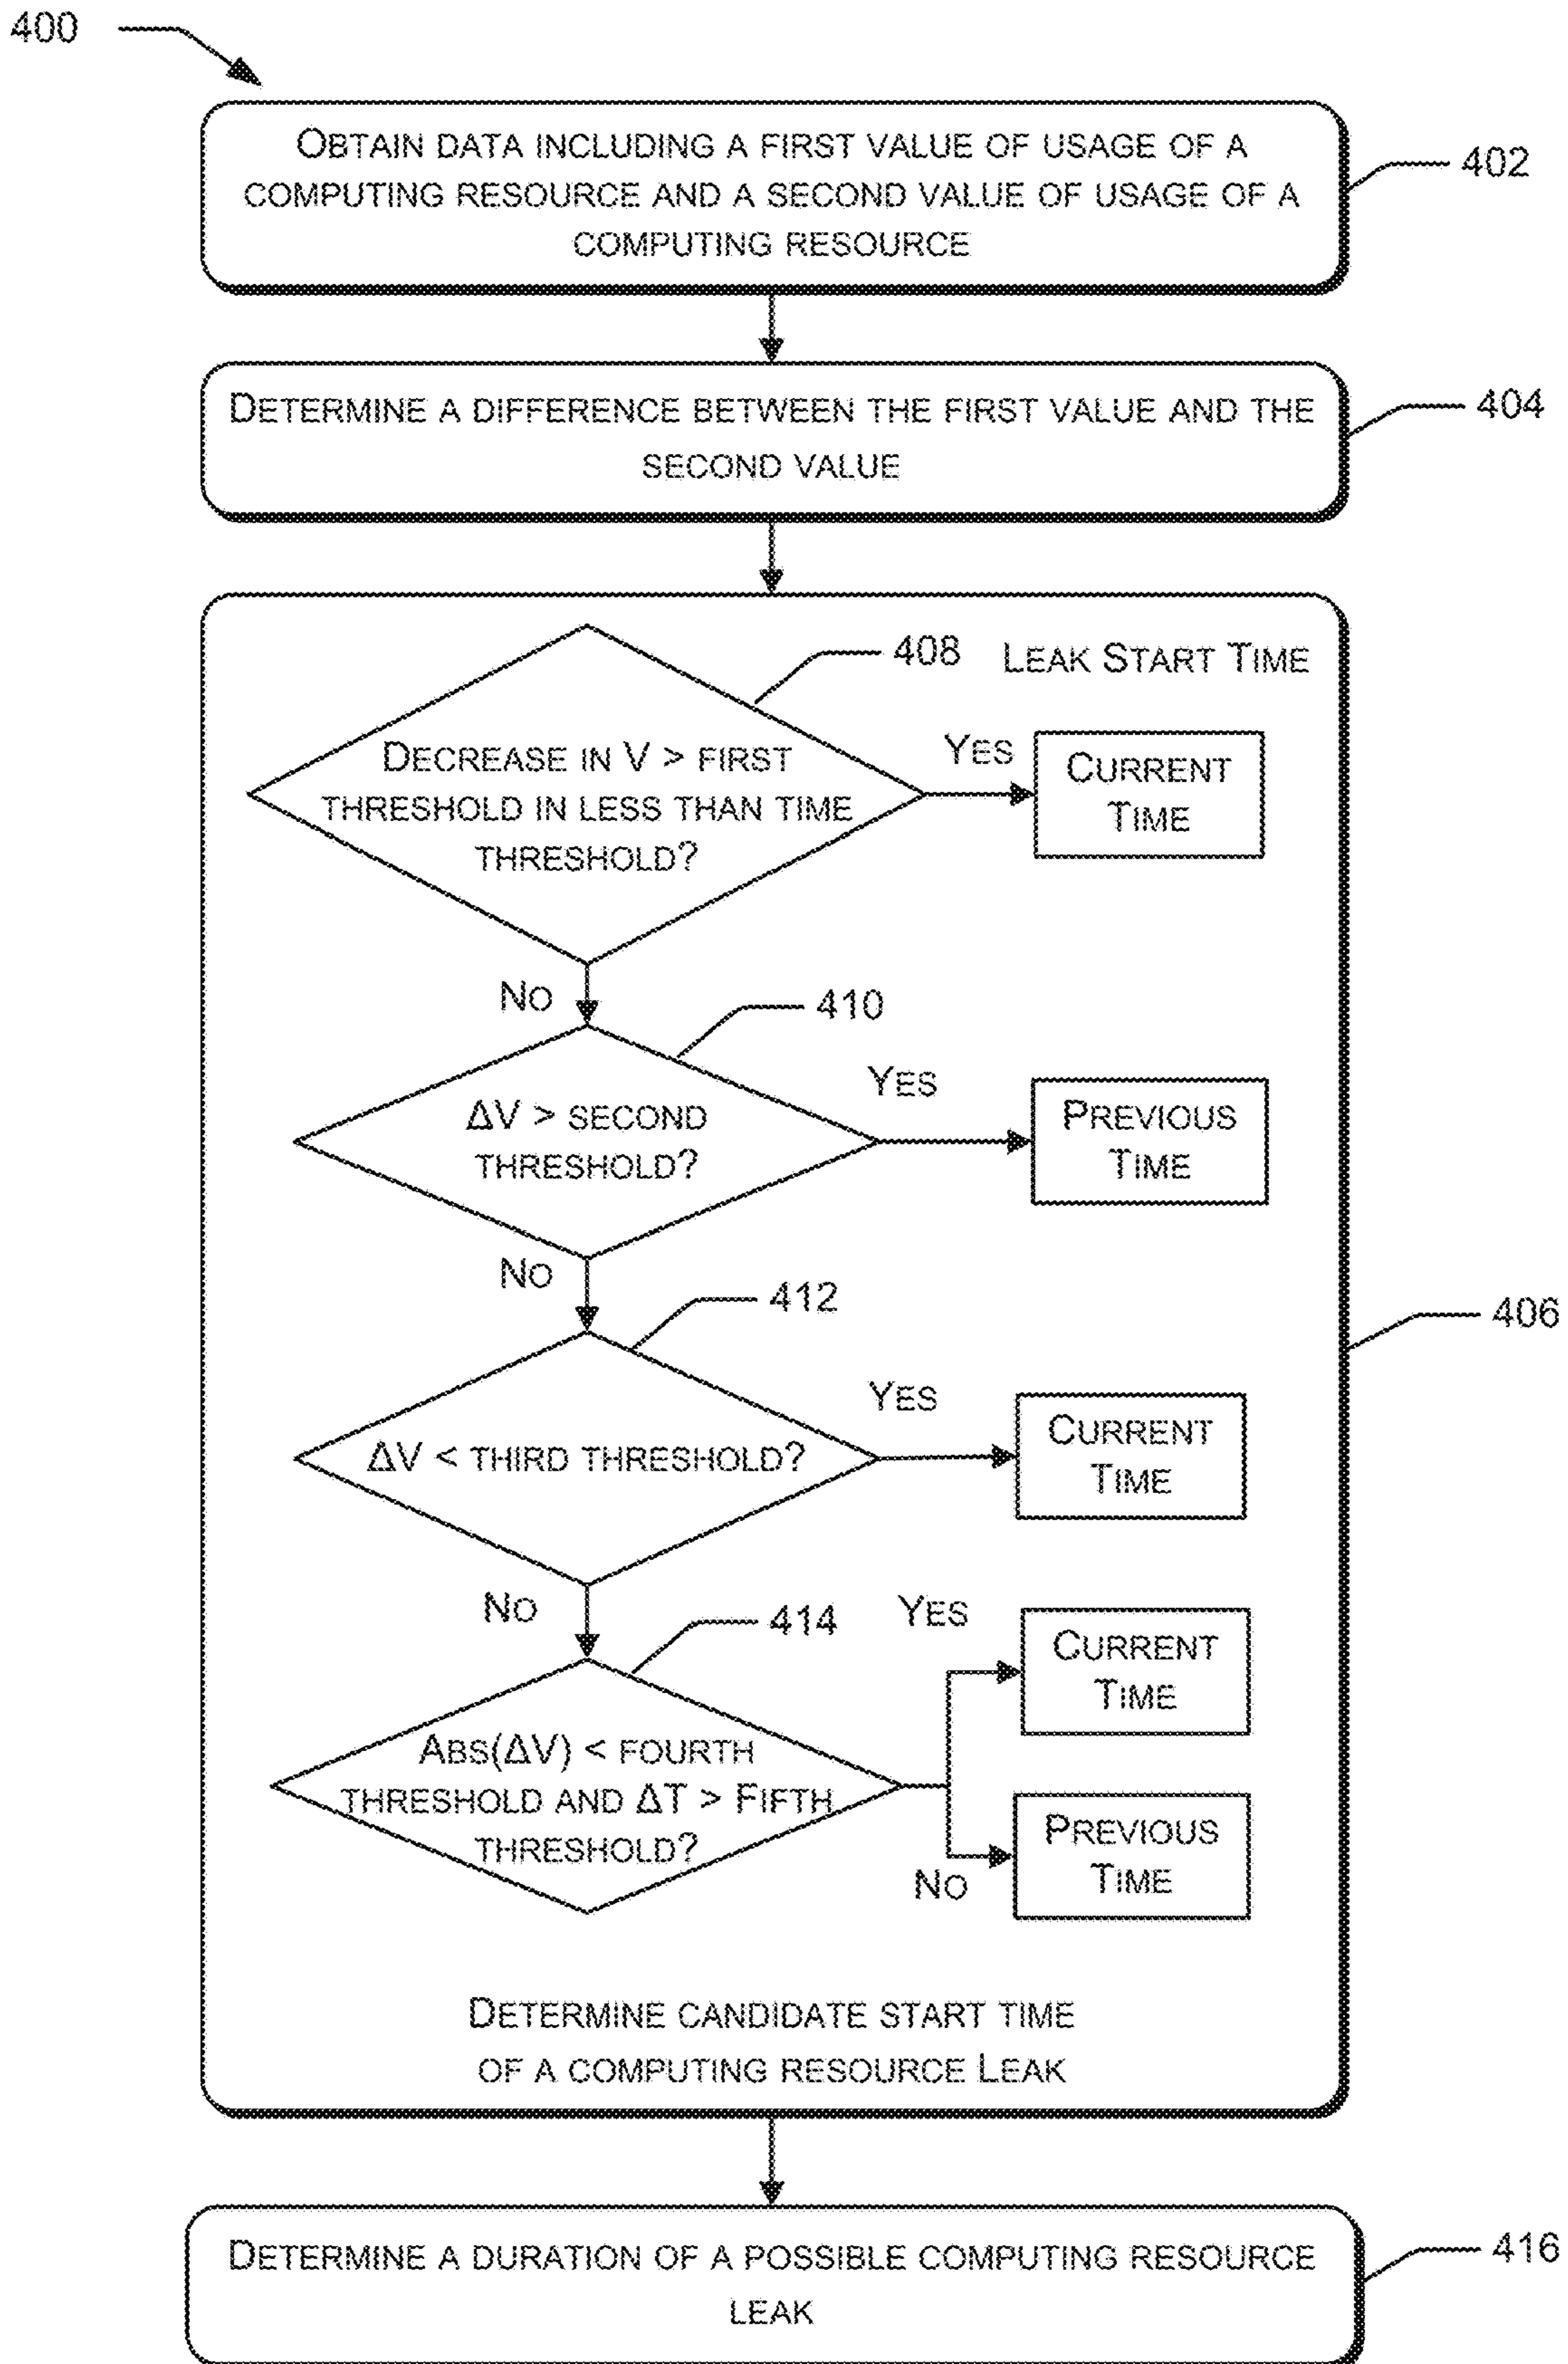 400
OBTAIN DATA INCLUDING A FIRST VALUE OF USAGE OF A
COMPUTING RESOURCE AND A SECOND VALUE OF USAGE OF A
COMPUTING RESOURCE
402
DETERMINE A DIFFERENCE BETWEEN THE FIRST VALUE AND THE
SECOND VALUE
404
408
LEAK START TIME
DECREASE IN V > FIRST
THRESHOLD IN LESS THAN TIME
THRESHOLD?
YES
CURRENT
TIME
NO
410
ΔV > SECOND
THRESHOLD?
YES
PREVIOUS
TIME
NO
412
406
ΔV < THIRD THRESHOLD?
YES
CURRENT
TIME
NO
414
ABS(ΔV) < FOURTH
THRESHOLD AND ΔT > FIFTH
THRESHOLD?
YES
CURRENT
TIME
NO
PREVIOUS
TIME
DETERMINE CANDIDATE START TIME
OF A COMPUTING RESOURCE LEAK
DETERMINE A DURATION OF A POSSIBLE COMPUTING RESOURCE
LEAK
416